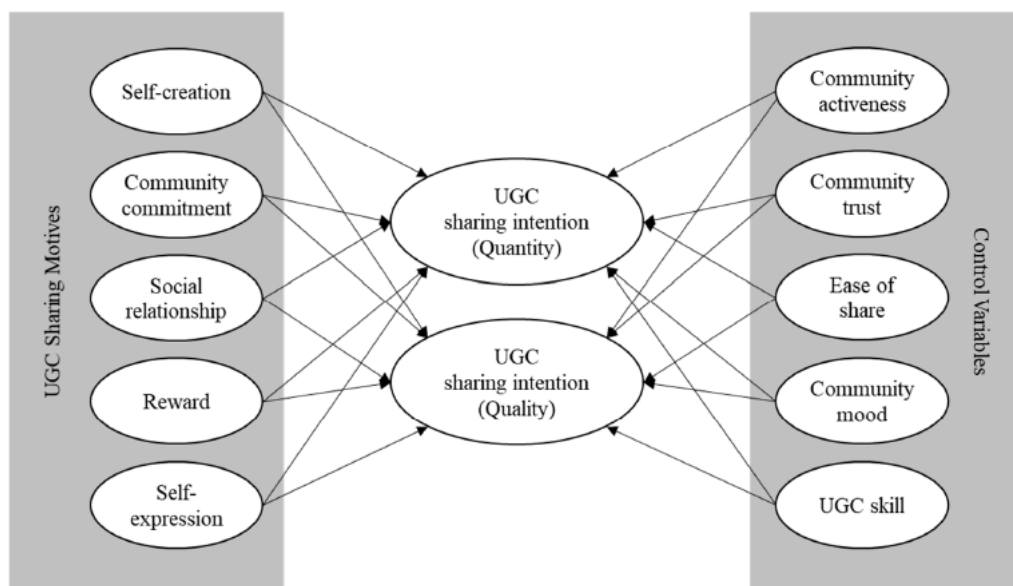 UGC Sharing Motives
Self-creation
Community
commitment
Social
relationship
Reward
Self-
expression
UGC
sharing intention
(Quantity)
UGC
sharing intention
(Quality)
Community
activeness
Community
trust
Ease of
share
Community
mood
UGC skill
Control Variables